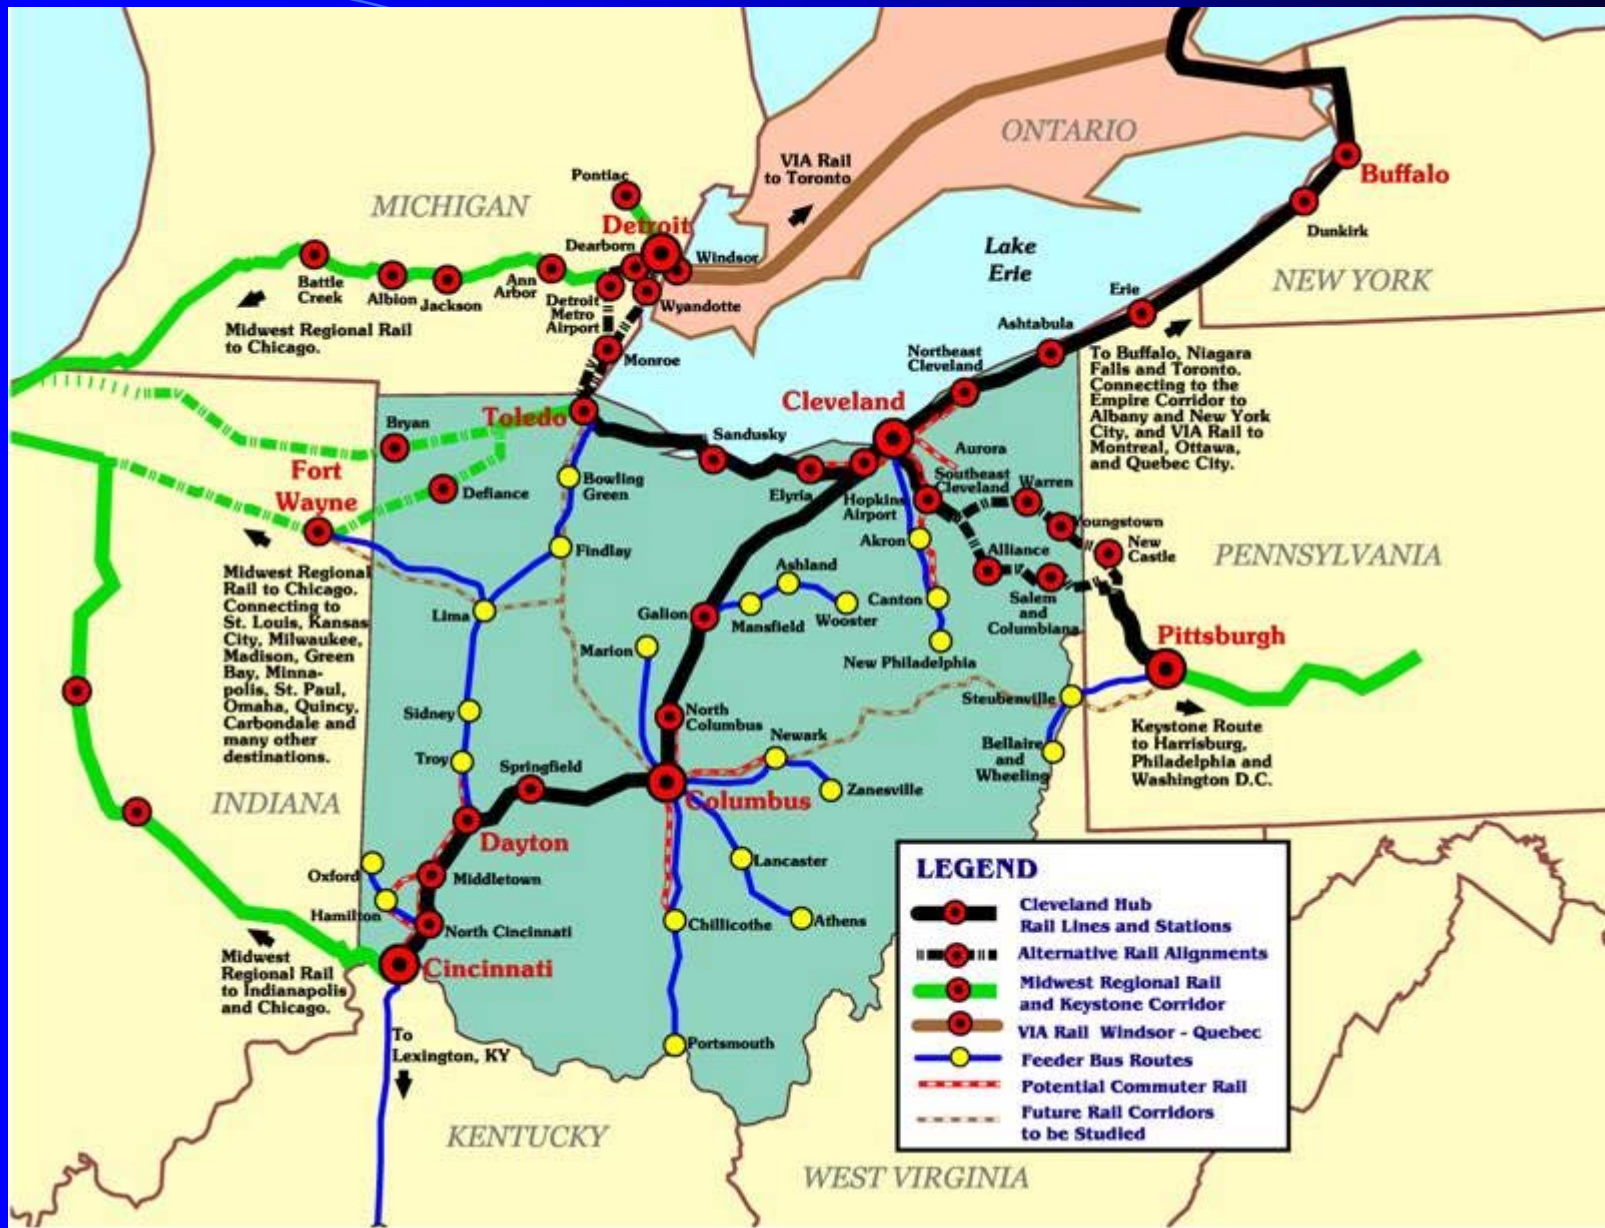 ONTARIO
VIA Rail
to Toronto
Buffalo
Pontiac
MICHIGAN
Detroit
Dearborn
Windsor
Lake
Erie
Dunkirk
NEW YORK
Battle
Creek
Albion
Jackson
Ann
Arbor
Detroit
Metro
Airport
Wyandotte
Erie
Midwest Regional Rail
to Chicago.
Ashtabula
Monroe
Northeast
Cleveland
To Buffalo, Niagara
Falls and Toronto.
Connecting to the
Empire Corridor to
Albany and New York
City, and VIA Rail to
Montreal, Ottawa,
and Quebec City.
Cleveland
Toledo
Bryan
Sandusky
Aurora
Fort
Wayne
Defiance
Bowling
Green
Elyria
Hopkins
Airport
Southeast
Cleveland
Warren
Youngstown
New
Castle
Akron
Alliance
PENNSYLVANIA
Findlay
Ashland
Midwest Regional
Rail to Chicago.
Connecting to
St. Louis, Kansas
City, Milwaukee,
Madison, Green
Bay, Minna-
polis, St. Paul,
Omaha, Quincy,
Carbondale and
many other
destinations.
Lima
Galion
Mansfield
Wooster
Canton
Salem
and
Columbiana
Pittsburgh
Marion
New Philadelphia
Steubenville
Sidney
North
Columbus
Newark
Keystone Route
to Harrisburg,
Philadelphia and
Washington D.C.
Bellaire
and
Wheeling
Troy
Springfield
Zanesville
INDIANA
Columbus
Dayton
Oxford
Middletown
Lancaster
Hamilton
North Cincinnati
Chillicothe
Athens
Midwest
Regional Rail
to Indianapolis
and Chicago.
Cincinnati
To
Lexington, KY
Portsmouth
KENTUCKY
WEST VIRGINIA
LEGEND
Cleveland Hub
Rail Lines and Stations
Alternative Rail Alignments
Midwest Regional Rail
and Keystone Corridor
VIA Rail Windsor - Quebec
Feeder Bus Routes
Potential Commuter Rail
Future Rail Corridors
to be Studied